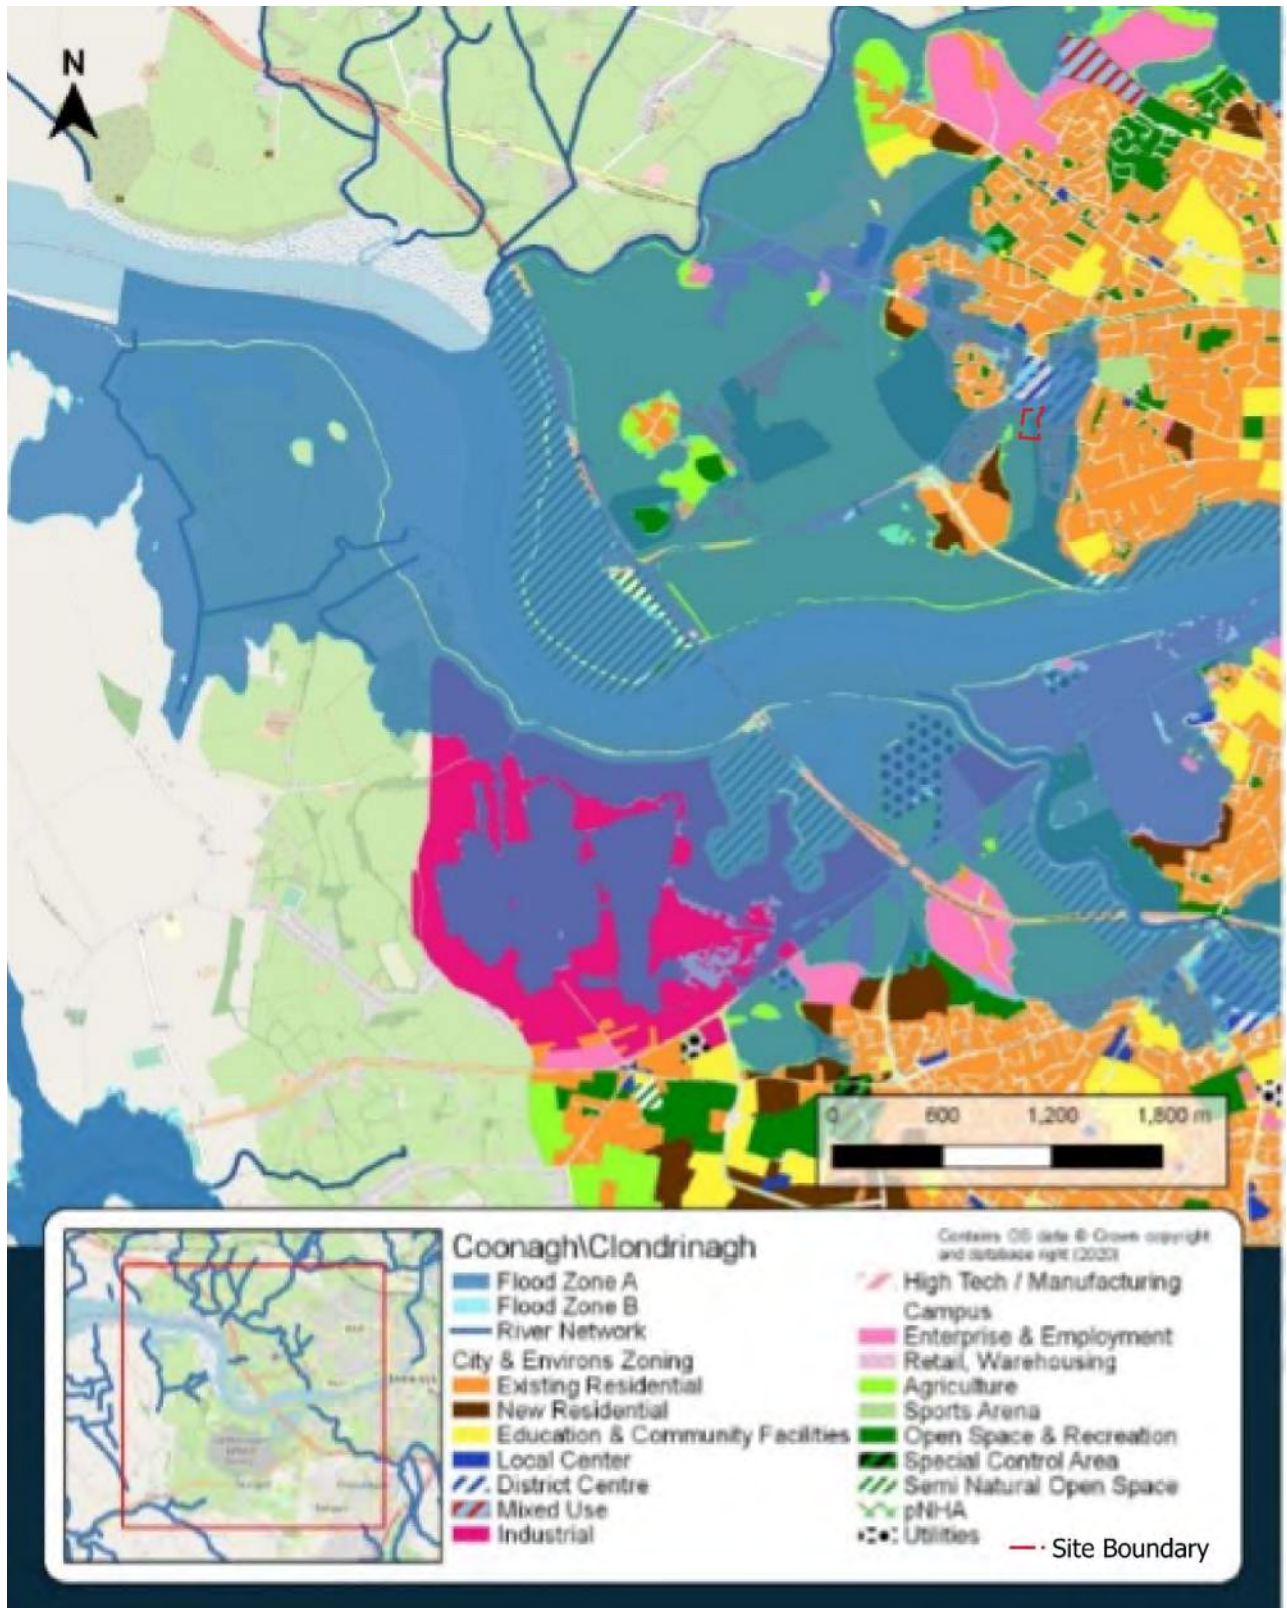 N
0 600 1,200 1,800 m
Coonagh\Clondrinagh
Contains OS data © Crown copyright
and database right (2020)
Flood Zone A
Flood Zone B
River Network
City & Environs Zoning
Existing Residential
New Residential
Education & Community Facilities
Local Center
District Centre
Mixed Use
Industrial
High Tech / Manufacturing
Campus
Enterprise & Employment
Retail, Warehousing
Agriculture
Sports Arena
Open Space & Recreation
Special Control Area
Semi Natural Open Space
pNHA
Utilities
Site Boundary